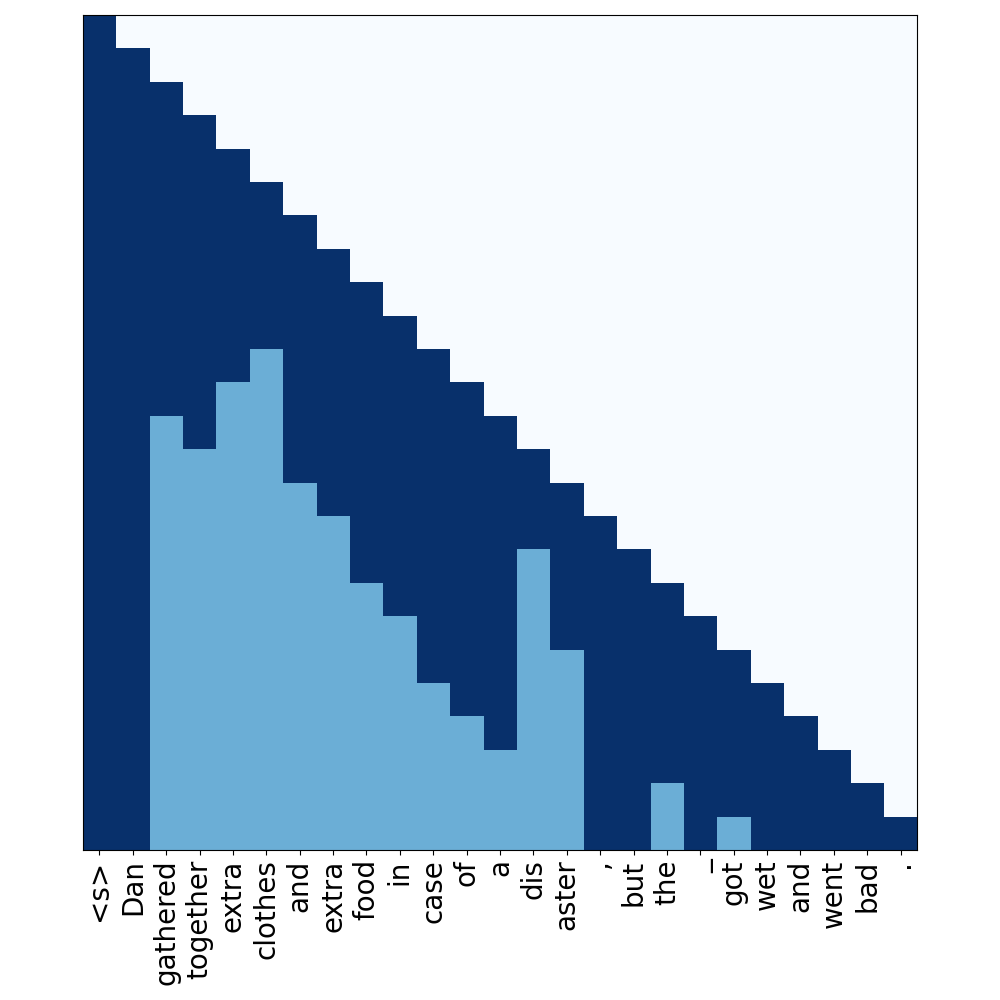 <s>
Dan
gathered
together
extra
clothes
and
extra
food
in
case
of
a
dis
aster
,
but
the
_
got
wet
and
went
bad
.